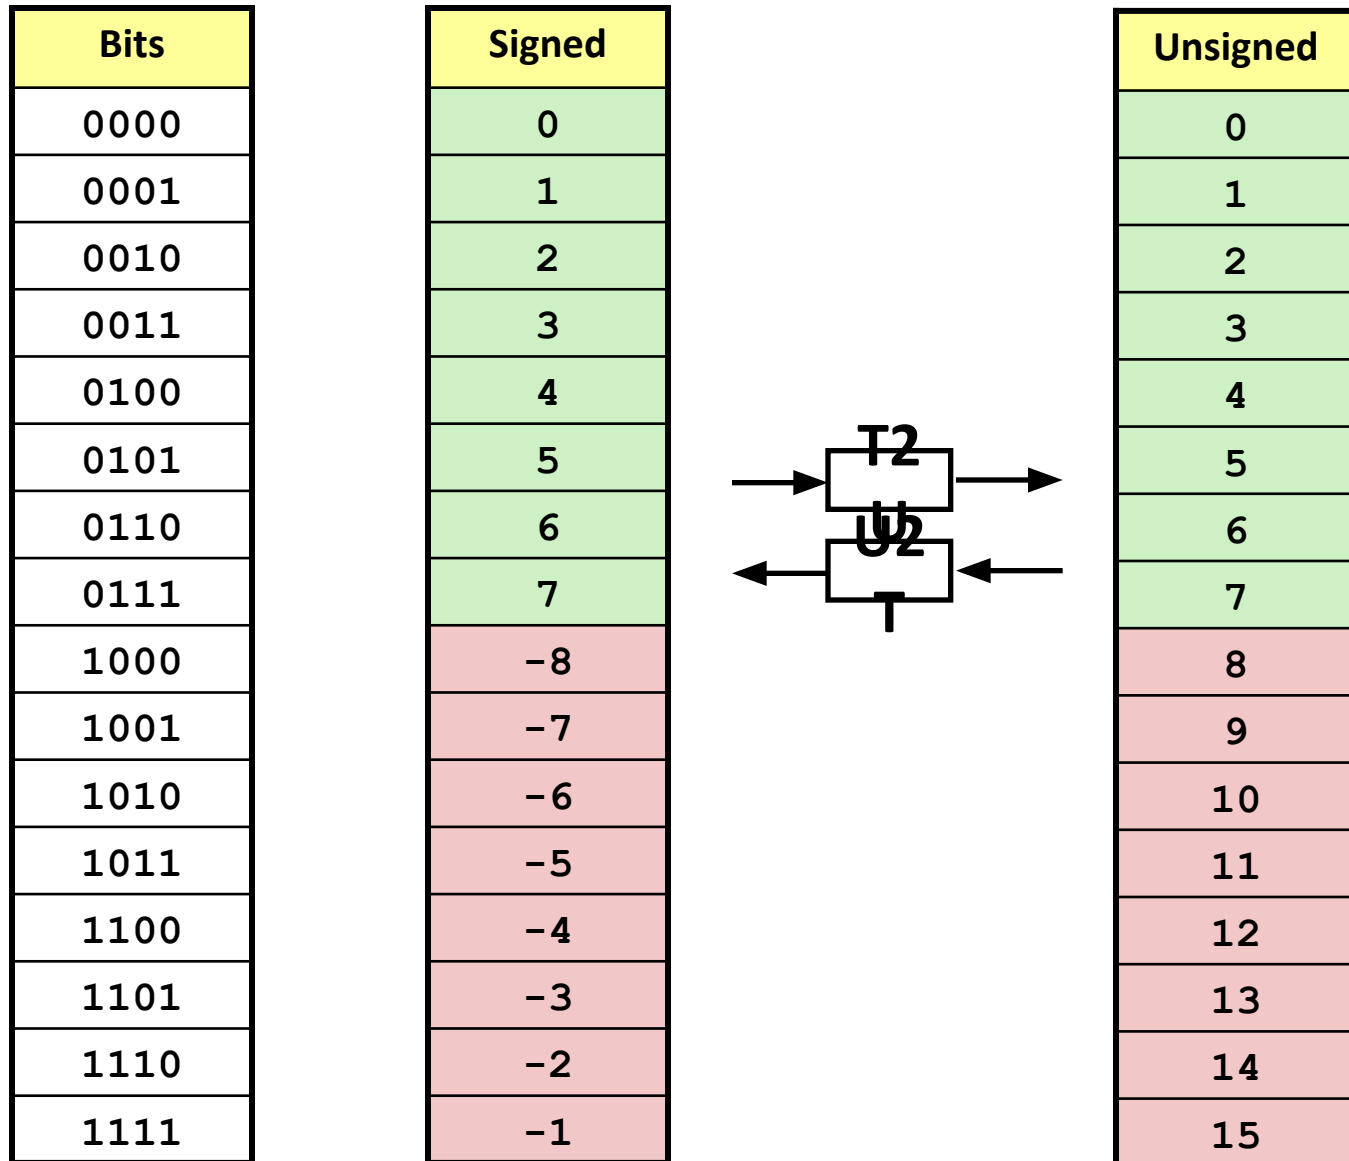 Bits Signed Unsigned
0000 0 0
0001 1 1
0010 2 2
0011 3 3
0100 4 4
0101 5 5
0110 6 6
0111 7 7
1000 -8 8
1001 -7 9
1010 -6 10
1011 -5 11
1100 -4 12
1101 -3 13
1110 -2 14
1111 -1 15
T2
U
U2
T